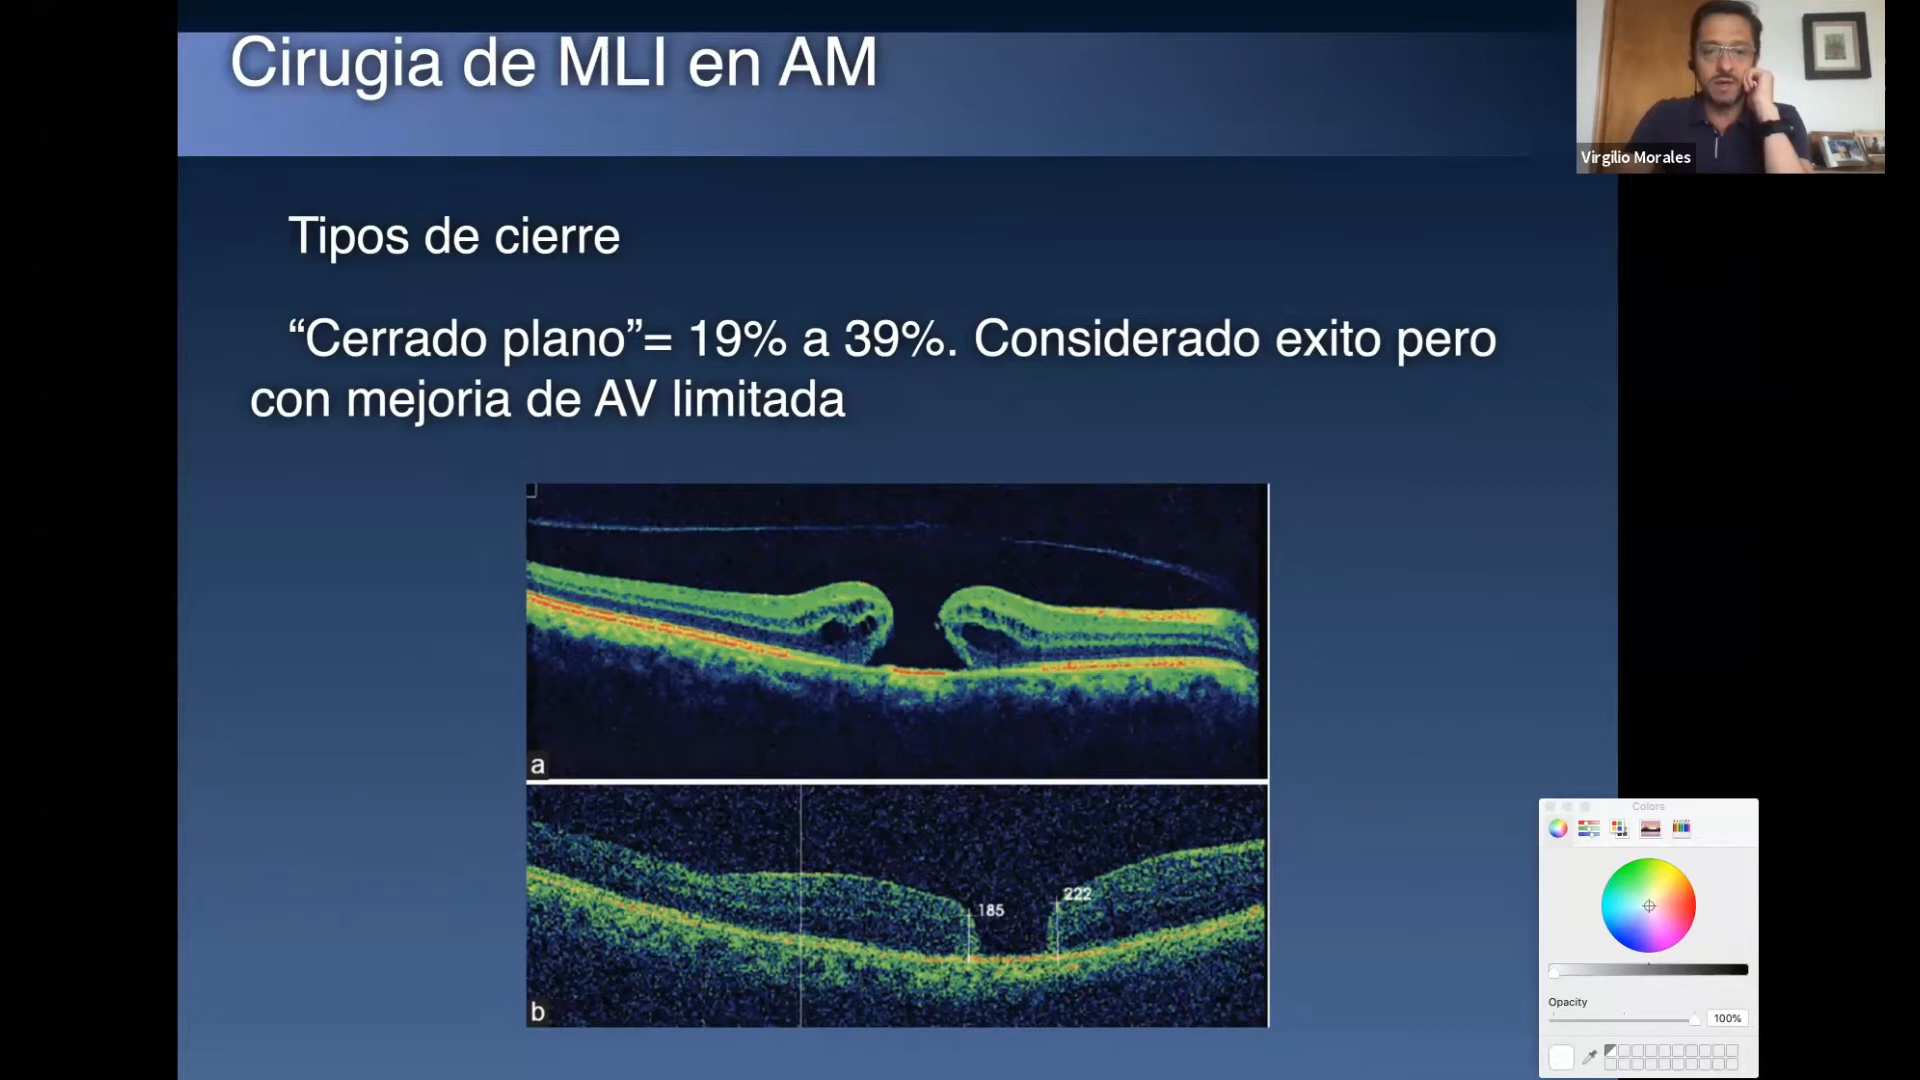 Cirugia de MLI en AM
Virgilio Morales
Tipos de cierre
“Cerrado plano”= 19% a 39%. Considerado exito pero
con mejoria de AV limitada
a
185
222
b
Colors
Opacity
100%